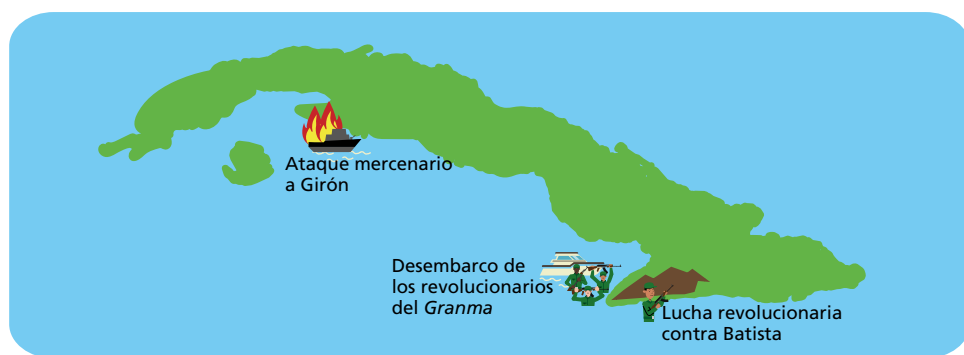 Ataque mercenario
a Girón
Desembarco de
los revolucionarios
del Granma
Lucha revolucionaria
contra Batista